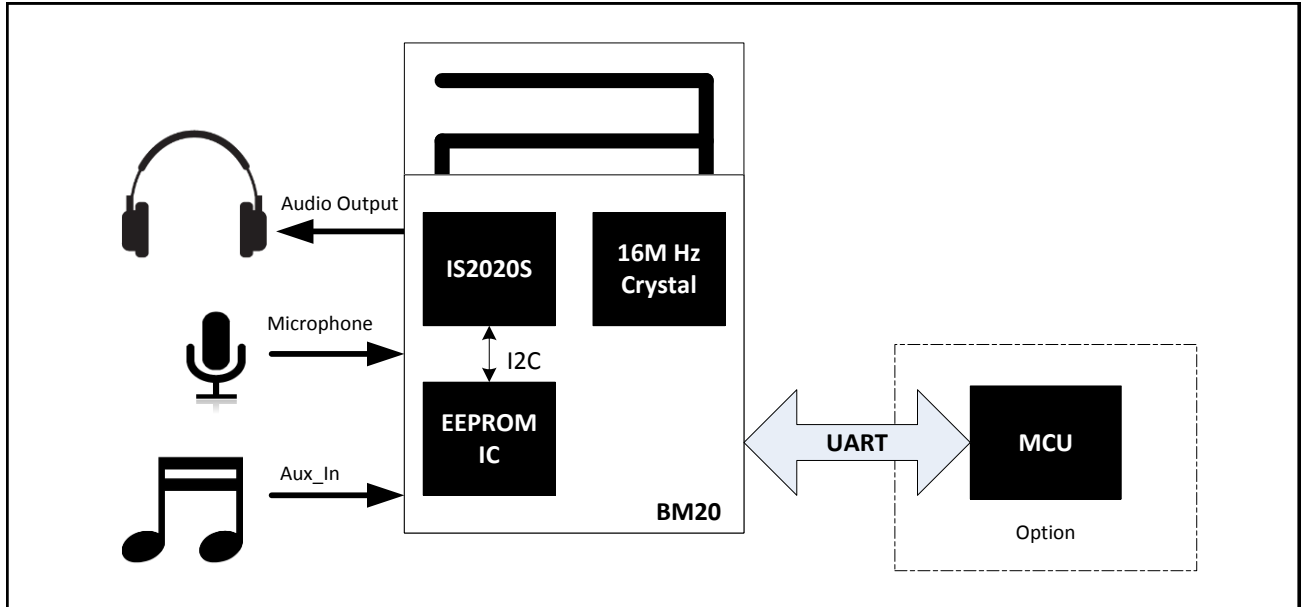 Audio Output
Microphone
Aux_In
IS2020S
16M Hz
Crystal
I2C
EEPROM
IC
BM20
UART
MCU
Option